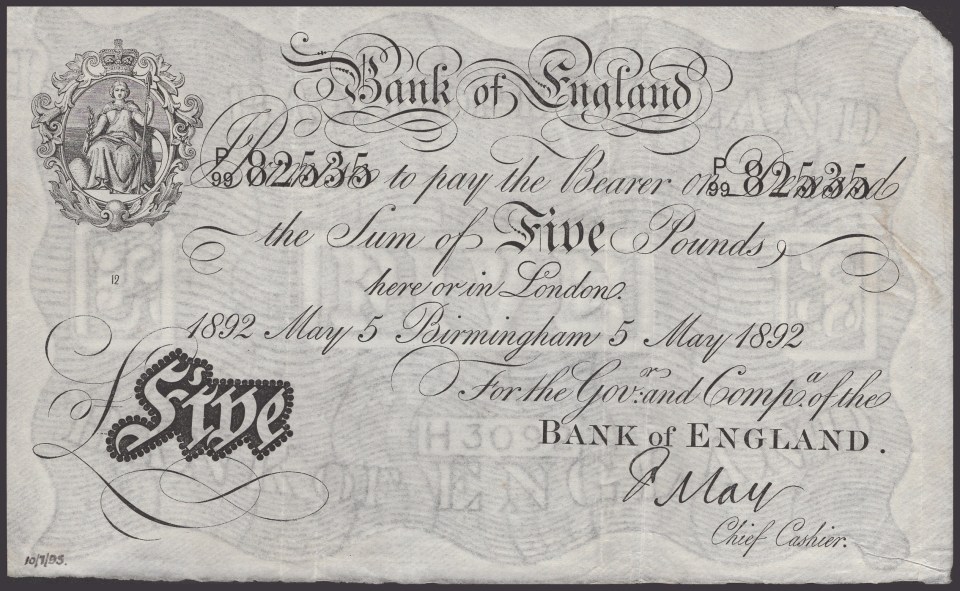 Bank of England
P/99 82535 I Promise to pay the Bearer on Demand P/99 82535
the Sum of Five Pounds,
here or in London.
12
1892 May 5 Birmingham 5 May 1892
For the Govʳ. and Compᵃ. of the
Five
BANK of ENGLAND.
F May
Chief Cashier.
10/7/95.